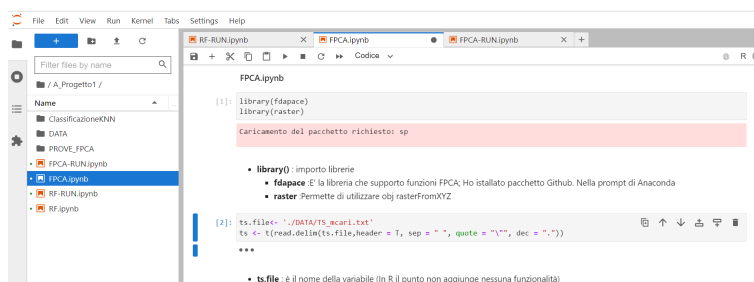 File Edit View Run Kernel Tabs Settings Help
RF-RUN.ipynb × FPCA.ipynb ● FPCA-RUN.ipynb × +
+ C
+ Codice R
Filter files by name
/ A_Progetto1 /
Name
ClassificazioneKNN
DATA
PROVE_FPCA
FPCA-RUN.ipynb
FPCA.ipynb
RF-RUN.ipynb
RF.ipynb
FPCA.ipynb
[1]: library(fdapace)
library(raster)
Caricamento del pacchetto richiesto: sp
• library() : importo librerie
▪ fdapace :E' la libreria che supporto funzioni FPCA; Ho istallato pacchetto Github. Nella prompt di Anaconda
▪ raster :Permette di utilizzare obj rasterFromXYZ
[2]: ts.file<- './DATA/TS_mcari.txt'
ts <- t(read.delim(ts.file,header = T, sep = " ", quote = "\"", dec = "."))
•••
• ts.file : è il nome della variabile (In R il punto non aggiunge nessuna funzionalità)